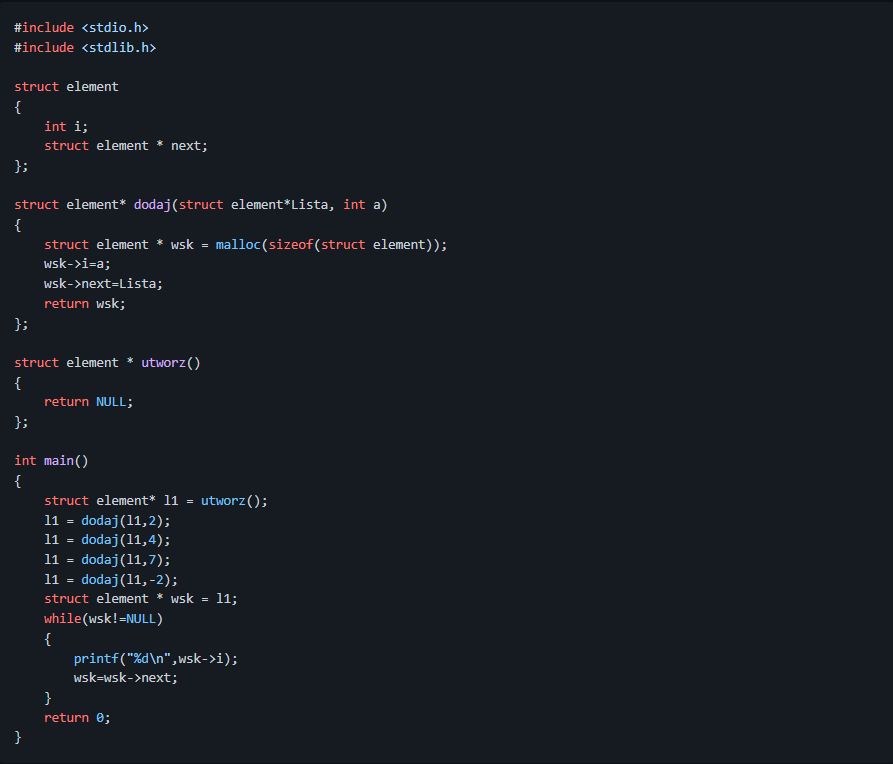 #include <stdio.h>
#include <stdlib.h>

struct element
{
    int i;
    struct element * next;
};

struct element* dodaj(struct element*Lista, int a)
{
    struct element * wsk = malloc(sizeof(struct element));
    wsk->i=a;
    wsk->next=Lista;
    return wsk;
};

struct element * utworz()
{
    return NULL;
};

int main()
{
    struct element* l1 = utworz();
    l1 = dodaj(l1,2);
    l1 = dodaj(l1,4);
    l1 = dodaj(l1,7);
    l1 = dodaj(l1,-2);
    struct element * wsk = l1;
    while(wsk!=NULL)
    {
        printf("%d\n",wsk->i);
        wsk=wsk->next;
    }
    return 0;
}